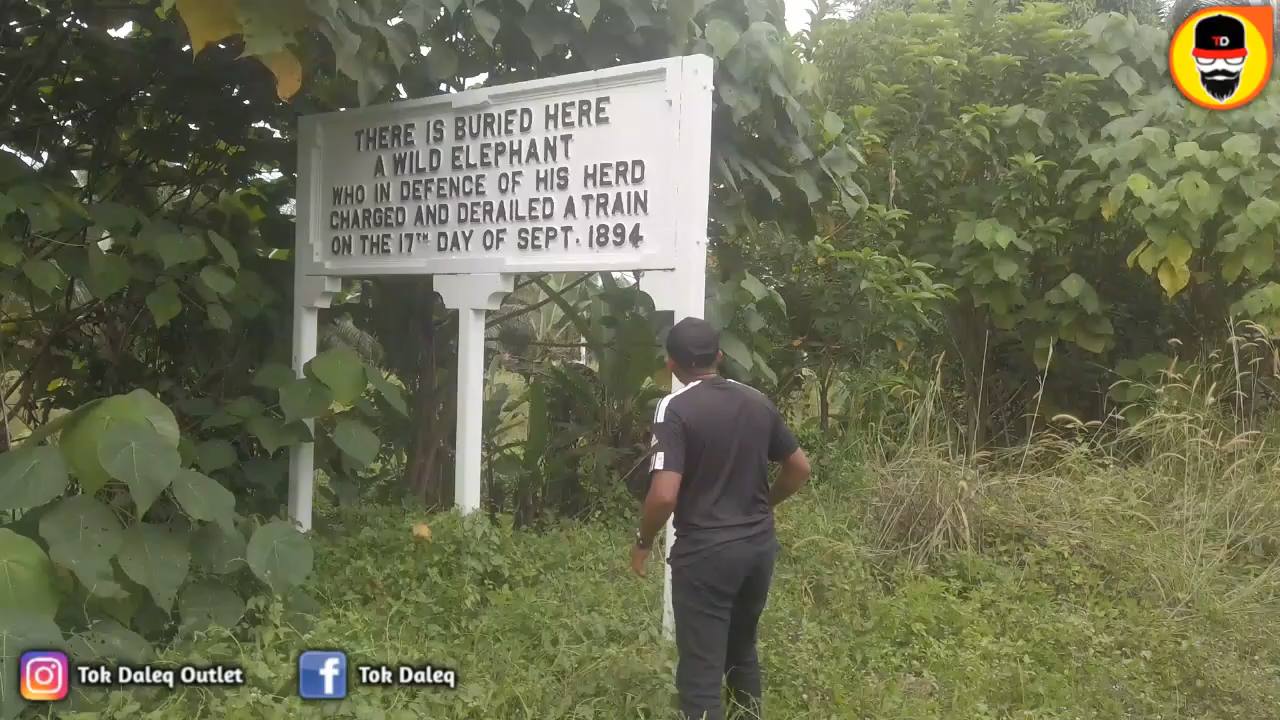 TD
THERE IS BURIED HERE
A WILD ELEPHANT
WHO IN DEFENCE OF HIS HERD
CHARGED AND DERAILED A TRAIN
ON THE 17TH DAY OF SEPT. 1894
Tok Daleq Outlet
Tok Daleq